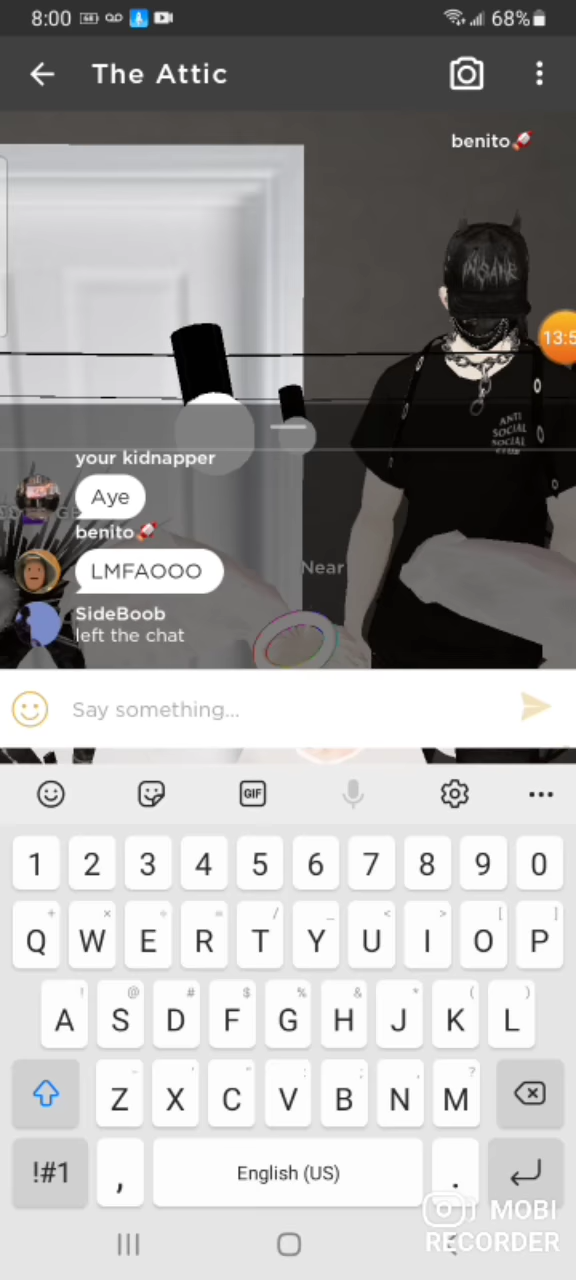 8:00
68%
The Attic
benito🚀
INSANE
13:5
ANTI
SOCIAL
SOCIAL
CLUB
your kidnapper
Aye
benito🚀
LMFAOOO
Near
SideBoob
left the chat
Say something...
GIF
1 2 3 4 5 6 7 8 9 0
+ × ÷ = / _ < > [ ]
Q W E R T Y U I O P
! @ # $ % & * ( )
A S D F G H J K L
- ' " : ; , ?
Z X C V B N M
!#1 , English (US) .
MOBI
RECORDER